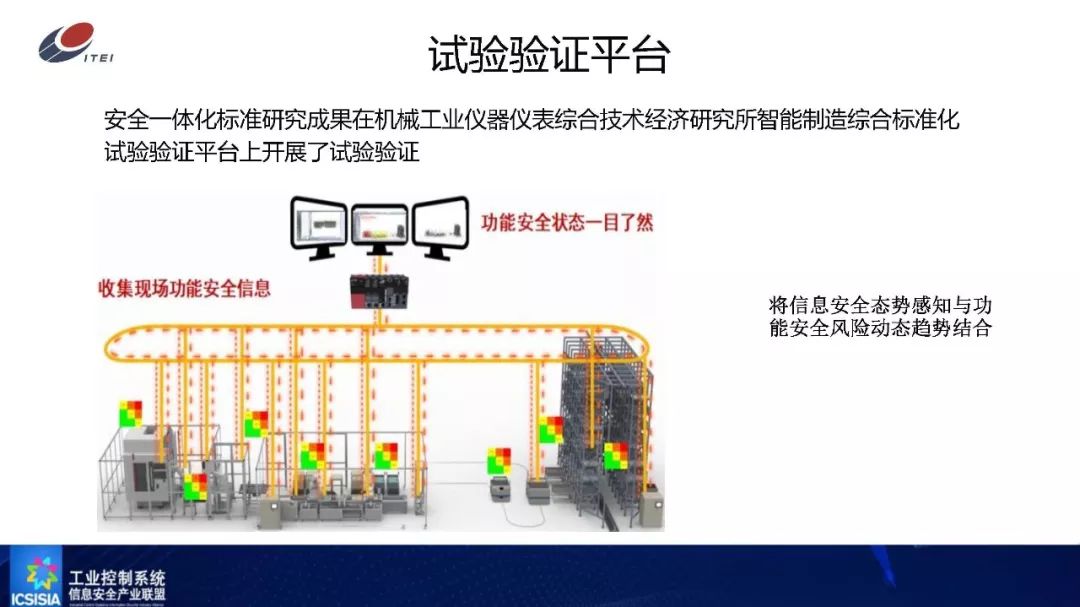 ITEI
试验验证平台
安全一体化标准研究成果在机械工业仪器仪表综合技术经济研究所智能制造综合标准化
试验验证平台上开展了试验验证
功能安全状态一目了然
收集现场功能安全信息
将信息安全态势感知与功
能安全风险动态趋势结合
ICSISIA
工业控制系统
信息安全产业联盟